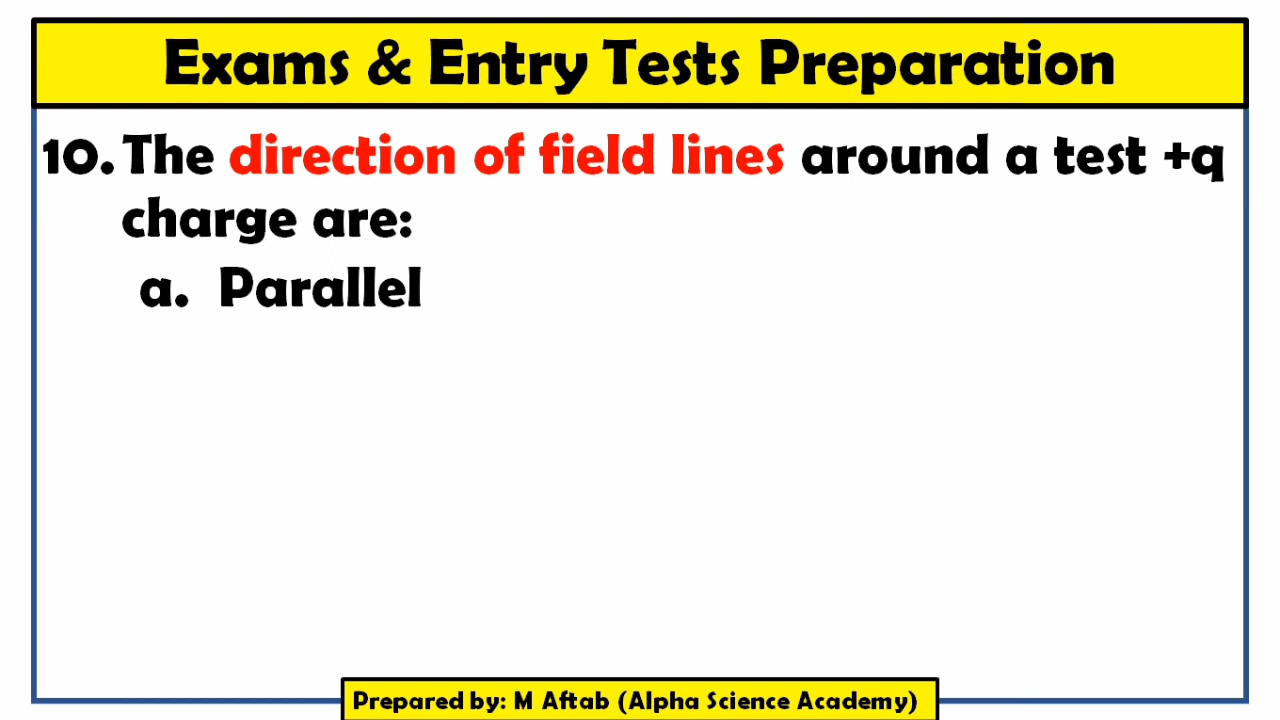 Exams & Entry Tests Preparation
10. The direction of field lines around a test +q
charge are:
a. Parallel
Prepared by: M Aftab (Alpha Science Academy)